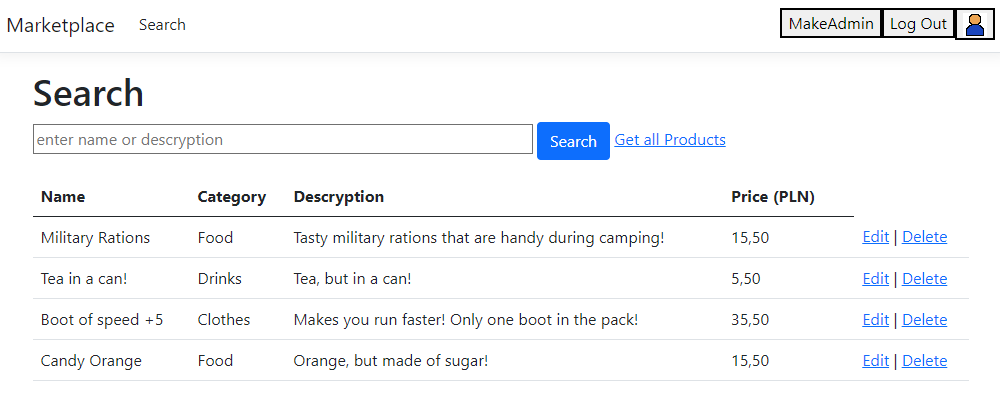 Marketplace Search MakeAdmin Log Out
Search
enter name or descryption Search Get all Products
Name Category Descryption Price (PLN)
Military Rations Food Tasty military rations that are handy during camping! 15,50 Edit | Delete
Tea in a can! Drinks Tea, but in a can! 5,50 Edit | Delete
Boot of speed +5 Clothes Makes you run faster! Only one boot in the pack! 35,50 Edit | Delete
Candy Orange Food Orange, but made of sugar! 15,50 Edit | Delete